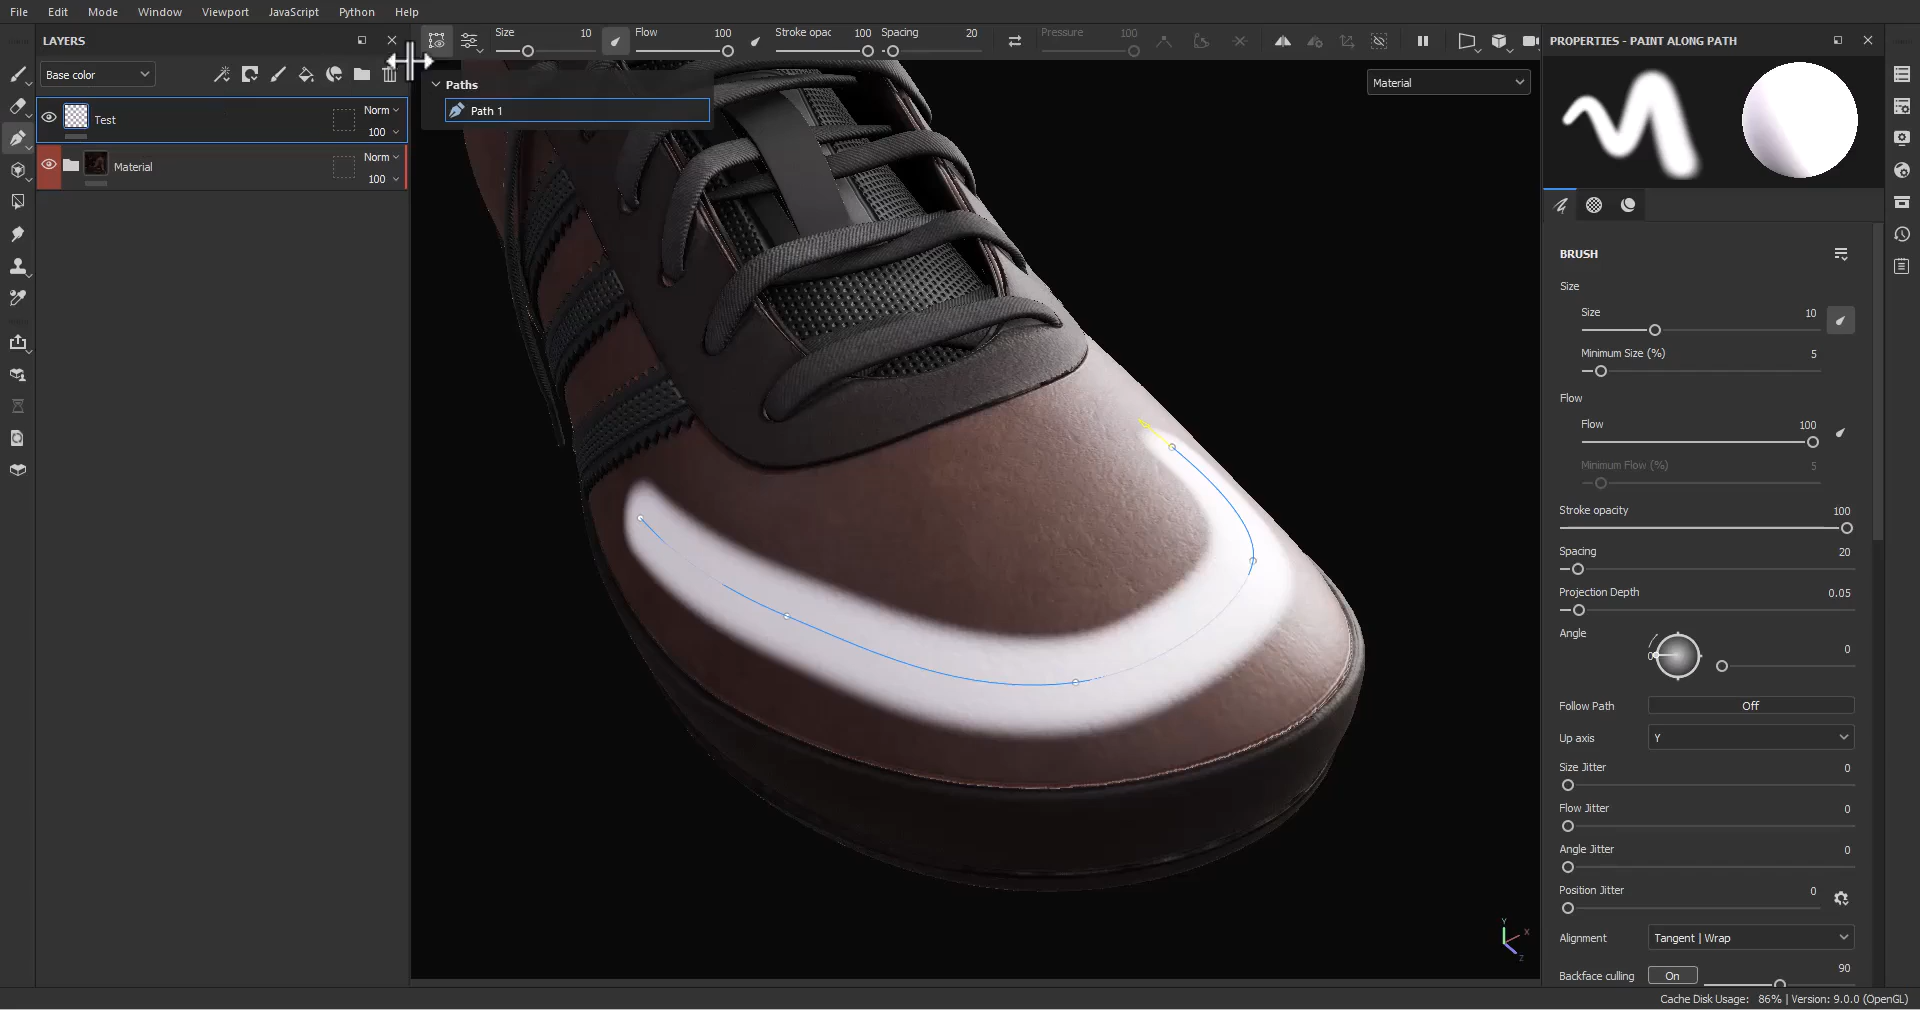 File Edit Mode Window Viewport JavaScript Python Help
LAYERS
Size 10 Flow 100 Stroke opac 100 Spacing 20 Pressure 100
PROPERTIES - PAINT ALONG PATH
Base color
Paths
Path 1
Material
Test Norm 100
Material Norm 100
BRUSH
Size
Size 10
Minimum Size (%) 5
Flow
Flow 100
Minimum Flow (%) 5
Stroke opacity 100
Spacing 20
Projection Depth 0.05
Angle 0 0
Follow Path Off
Up axis Y
Size Jitter 0
Flow Jitter 0
Angle Jitter 0
Position Jitter 0
Alignment Tangent | Wrap
Backface culling On 90
Y X Z
Cache Disk Usage: 86% | Version: 9.0.0 (OpenGL)